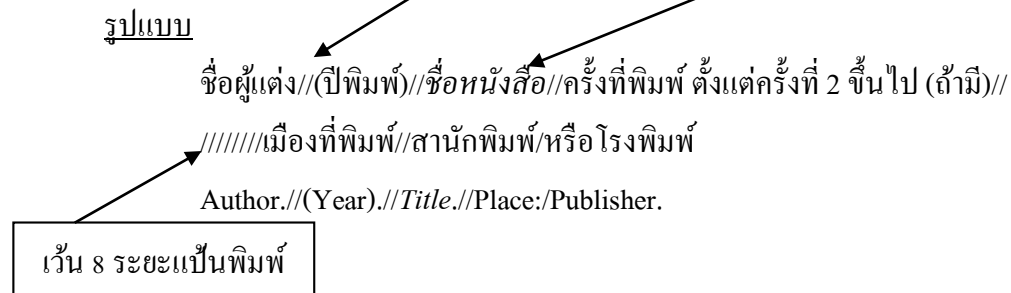 รูปแบบ
ชื่อผู้แต่ง//(ปีพิมพ์)//ชื่อหนังสือ//ครั้งที่พิมพ์ ตั้งแต่ครั้งที่ 2 ขึ้นไป (ถ้ามี)//
////////เมืองที่พิมพ์//สานักพิมพ์/หรือโรงพิมพ์
Author.//(Year).//Title.//Place:/Publisher.
เว้น 8 ระยะแป้นพิมพ์